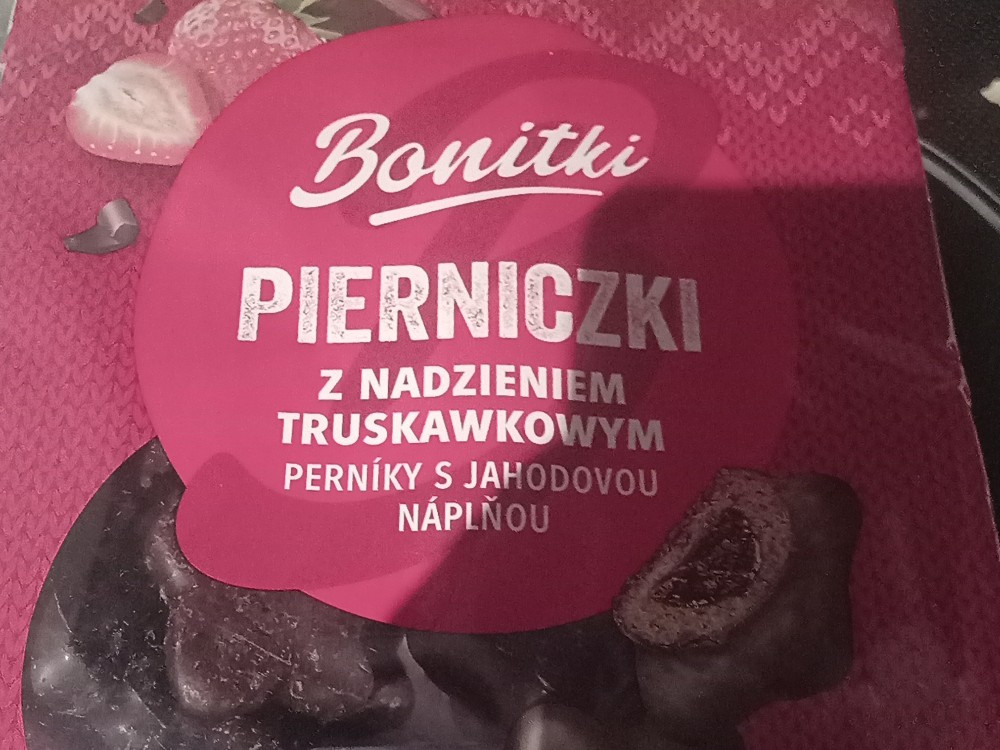 Bonitki
PIERNICZKI
Z NADZIENIEM
TRUSKAWKOWYM
PERNÍKY S JAHODOVOU
NÁPLŇOU